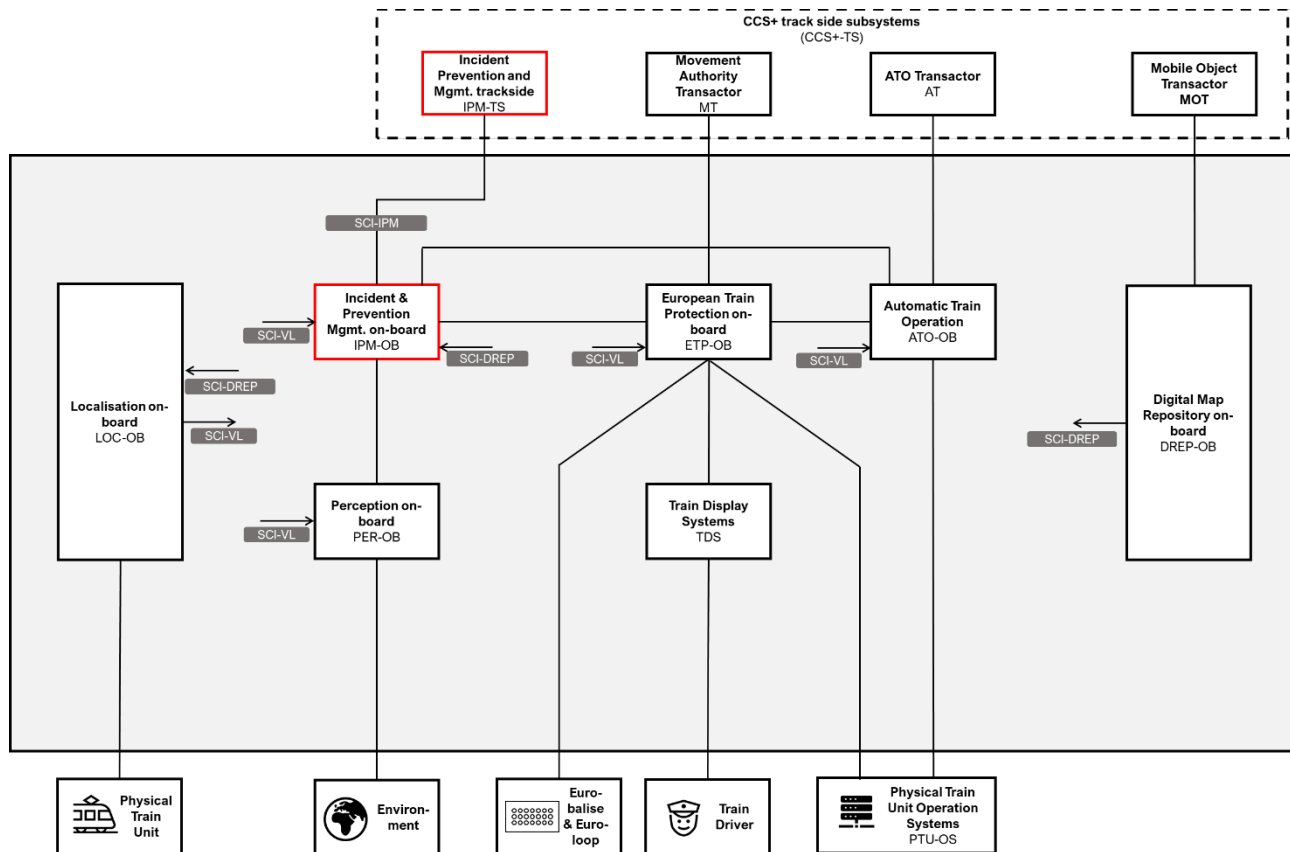 CCS+ track side subsystems
(CCS+-TS)
Incident
Prevention and
Mgmt. trackside
IPM-TS
Movement
Authority
Transactor
MT
ATO Transactor
AT
Mobile Object
Transactor
MOT
SCI-IPM
Localisation on-
board
LOC-OB
SCI-DREP
SCI-VL
SCI-VL
Incident &
Prevention
Mgmt. on-board
IPM-OB
SCI-DREP
SCI-VL
European Train
Protection on-
board
ETP-OB
SCI-VL
Automatic Train
Operation
ATO-OB
SCI-DREP
Digital Map
Repository on-
board
DREP-OB
SCI-VL
Perception on-
board
PER-OB
Train Display
Systems
TDS
Physical
Train
Unit
Environ-
ment
Euro-
balise
& Euro-
loop
Train
Driver
Physical Train
Unit Operation
Systems
PTU-OS